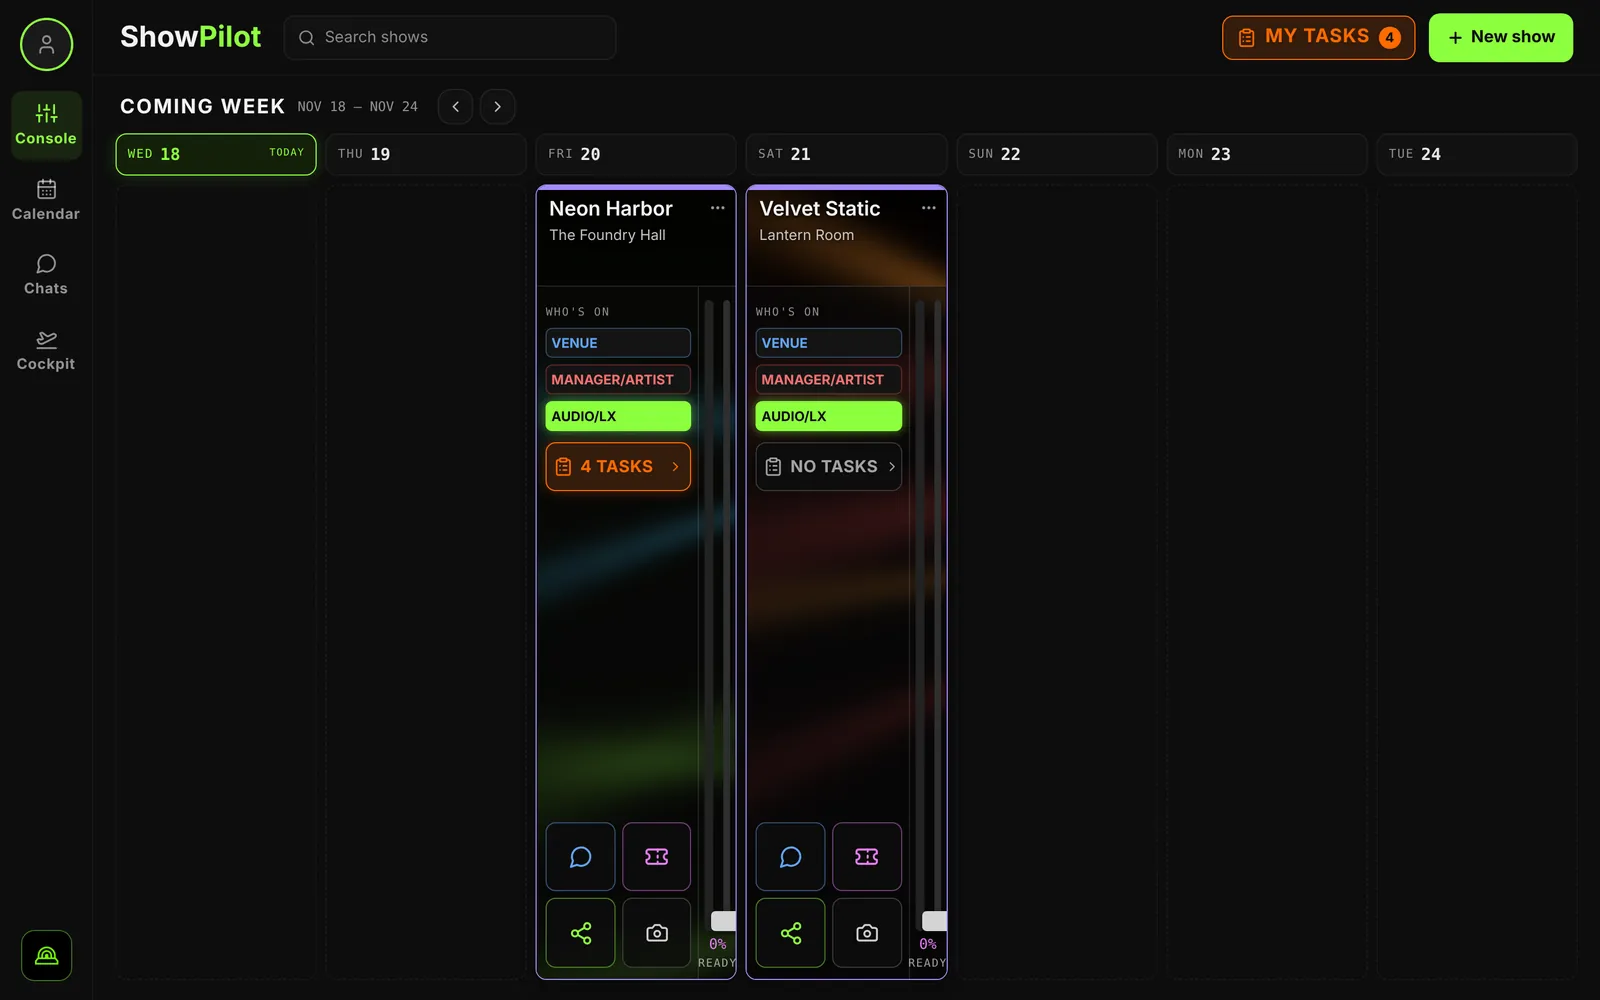 ShowPilot
Search shows
MY TASKS 4
+ New show
Console
Calendar
Chats
Cockpit
COMING WEEK NOV 18 — NOV 24
WED 18 TODAY
THU 19
FRI 20
SAT 21
SUN 22
MON 23
TUE 24
Neon Harbor
The Foundry Hall
WHO'S ON
VENUE
MANAGER/ARTIST
AUDIO/LX
4 TASKS
0%
READY
Velvet Static
Lantern Room
WHO'S ON
VENUE
MANAGER/ARTIST
AUDIO/LX
NO TASKS
0%
READY